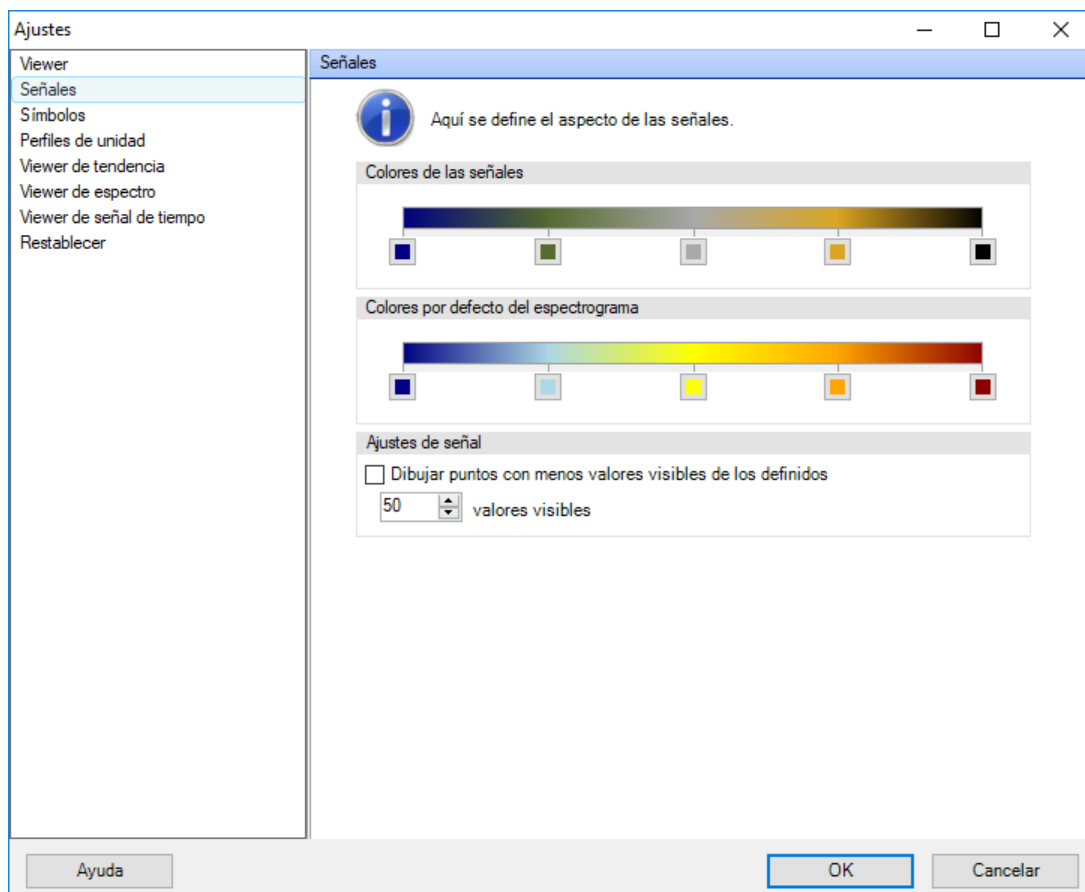 Ajustes
Viewer
Señales
Símbolos
Perfiles de unidad
Viewer de tendencia
Viewer de espectro
Viewer de señal de tiempo
Restablecer
Señales
Aquí se define el aspecto de las señales.
Colores de las señales
Colores por defecto del espectrograma
Ajustes de señal
Dibujar puntos con menos valores visibles de los definidos
50 valores visibles
Ayuda
OK
Cancelar